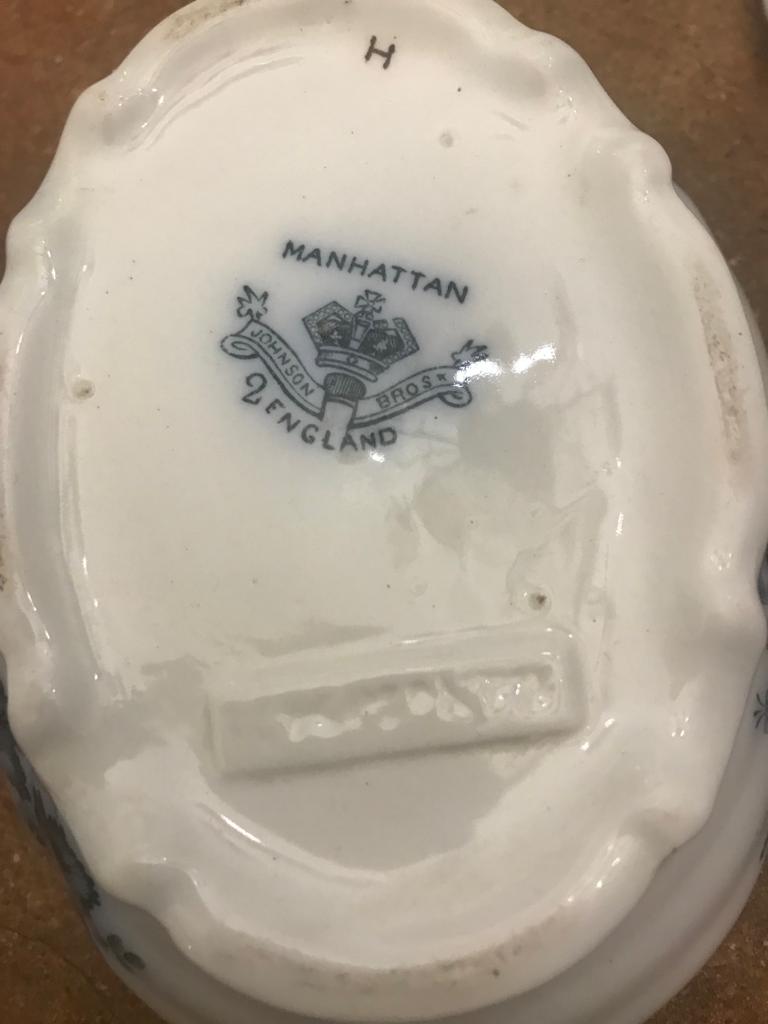 H
MANHATTAN
JOHNSON BROS
2
ENGLAND